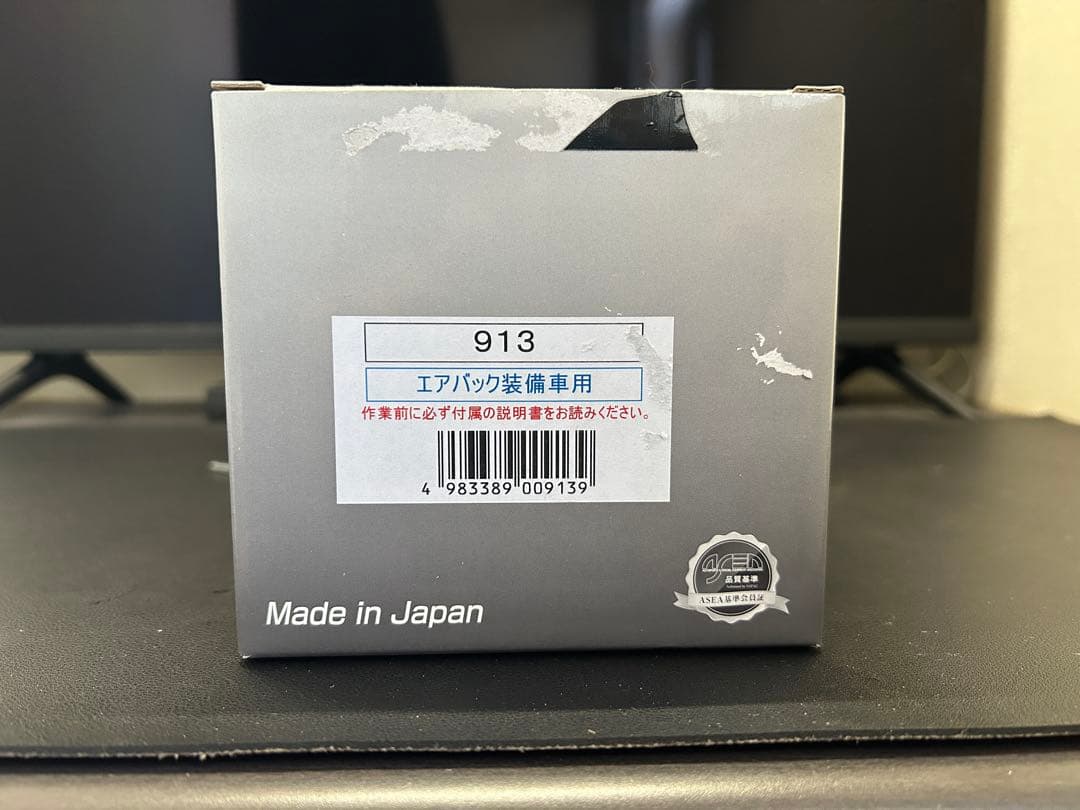 913
エアバック装備車用
作業前に必ず付属の説明書をお読みください。
4 983389 009139
Made in Japan
ASEA
品質基準
ASEA基準会員証